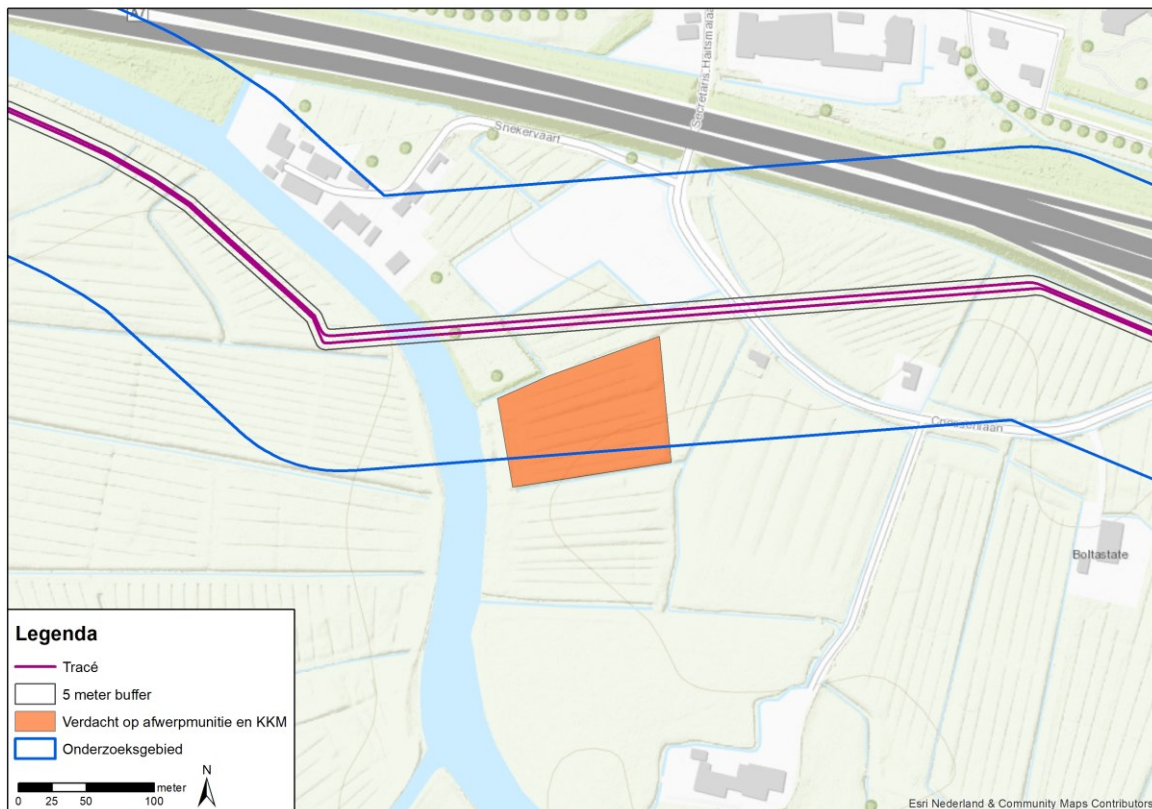 A7
Secretaris Haitsmalaan
Snekervaart
Boltastate
Legenda
Tracé
5 meter buffer
Verdacht op afwerpmunitie en KKM
Onderzoeksgebied
0 25 50 100 meter
N
Esri Nederland & Community Maps Contributors